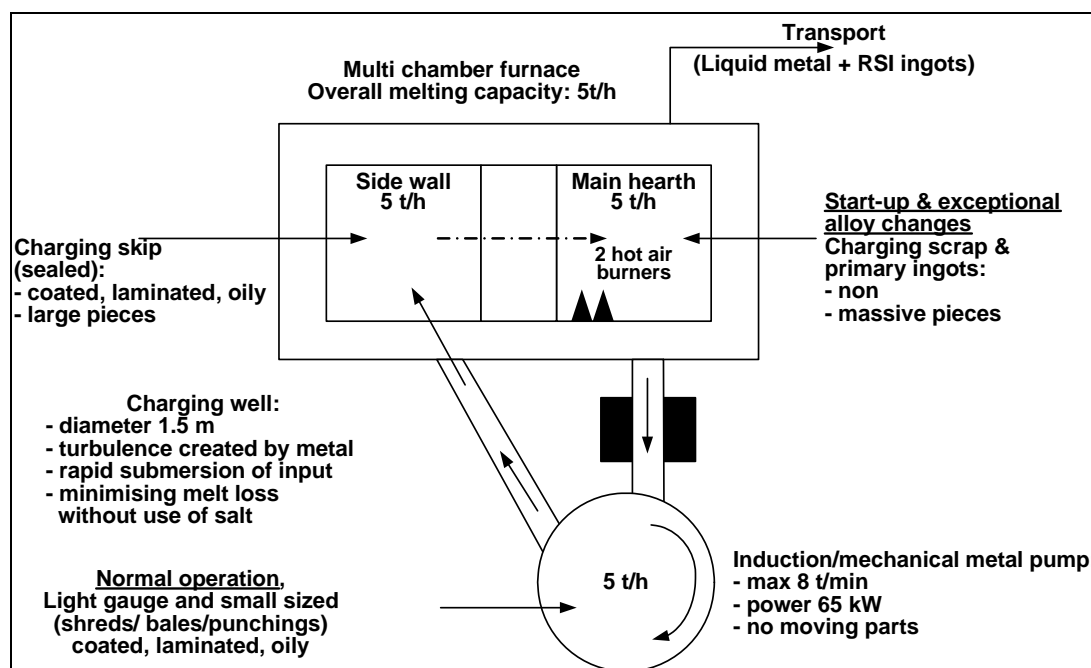 Transport
(Liquid metal + RSI ingots)
Multi chamber furnace
Overall melting capacity: 5t/h
Side wall
5 t/h
Main hearth
5 t/h
2 hot air
burners
Charging skip
(sealed):
- coated, laminated, oily
- large pieces
Start-up & exceptional
alloy changes
Charging scrap &
primary ingots:
- non
- massive pieces
Charging well:
- diameter 1.5 m
- turbulence created by metal
- rapid submersion of input
- minimising melt loss
without use of salt
Normal operation,
Light gauge and small sized
(shreds/ bales/punchings)
coated, laminated, oily
5 t/h
Induction/mechanical metal pump
- max 8 t/min
- power 65 kW
- no moving parts